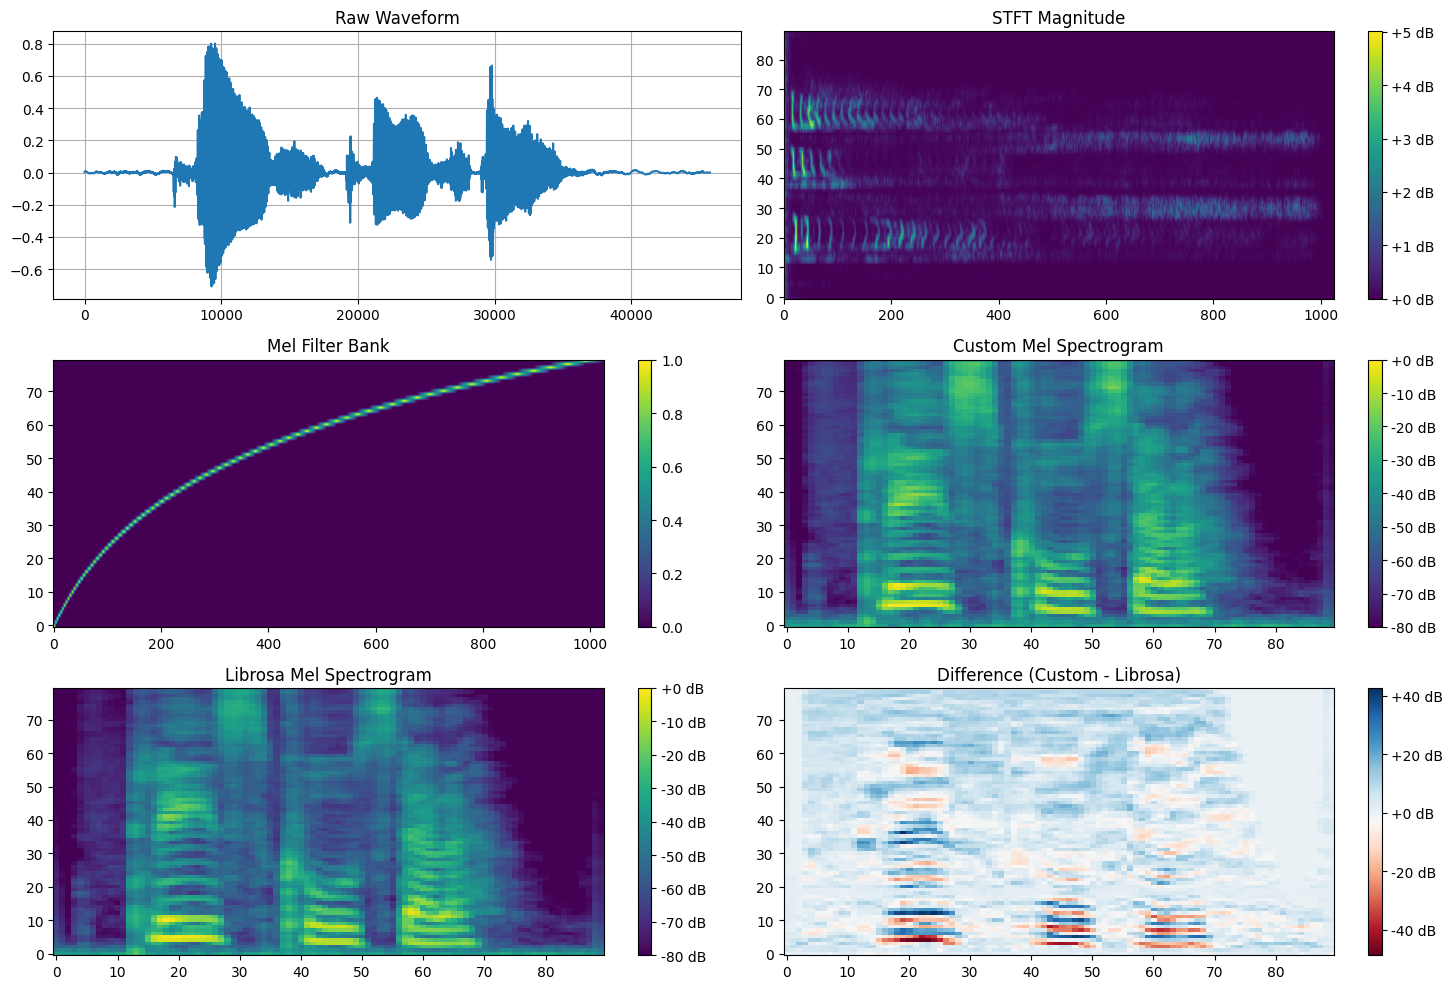 Raw Waveform
0.8
0.6
0.4
0.2
0.0
−0.2
−0.4
−0.6
0 10000 20000 30000 40000
STFT Magnitude
80
70
60
50
40
30
20
10
0
0 200 400 600 800 1000
+5 dB
+4 dB
+3 dB
+2 dB
+1 dB
+0 dB
Mel Filter Bank
70
60
50
40
30
20
10
0
0 200 400 600 800 1000
1.0
0.8
0.6
0.4
0.2
0.0
Custom Mel Spectrogram
70
60
50
40
30
20
10
0
0 10 20 30 40 50 60 70 80
+0 dB
-10 dB
-20 dB
-30 dB
-40 dB
-50 dB
-60 dB
-70 dB
-80 dB
Librosa Mel Spectrogram
70
60
50
40
30
20
10
0
0 10 20 30 40 50 60 70 80
+0 dB
-10 dB
-20 dB
-30 dB
-40 dB
-50 dB
-60 dB
-70 dB
-80 dB
Difference (Custom - Librosa)
70
60
50
40
30
20
10
0
0 10 20 30 40 50 60 70 80
+40 dB
+20 dB
+0 dB
-20 dB
-40 dB